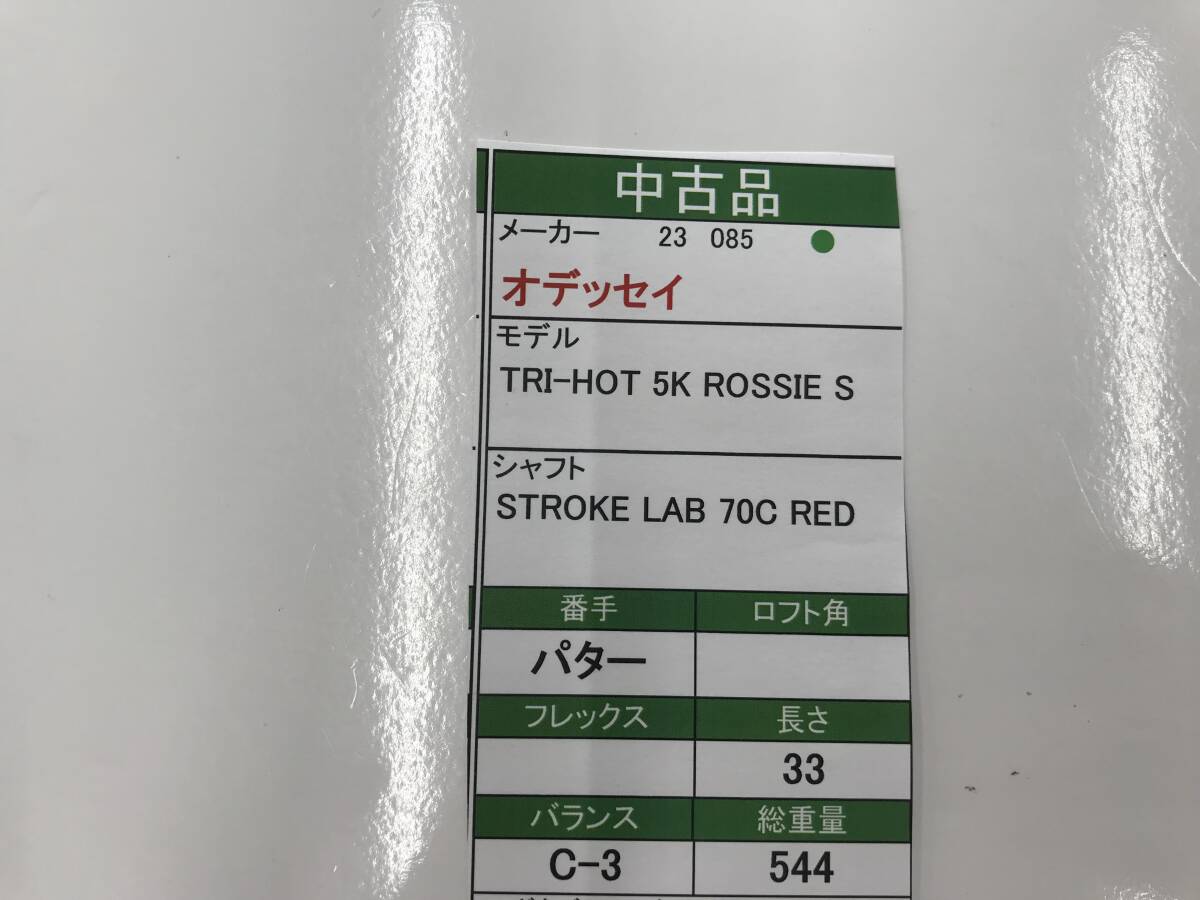 中古品
メーカー 23 085
オデッセイ
モデル
TRI-HOT 5K ROSSIE S
シャフト
STROKE LAB 70C RED
番手 ロフト角
パター
フレックス 長さ
33
バランス 総重量
C-3 544